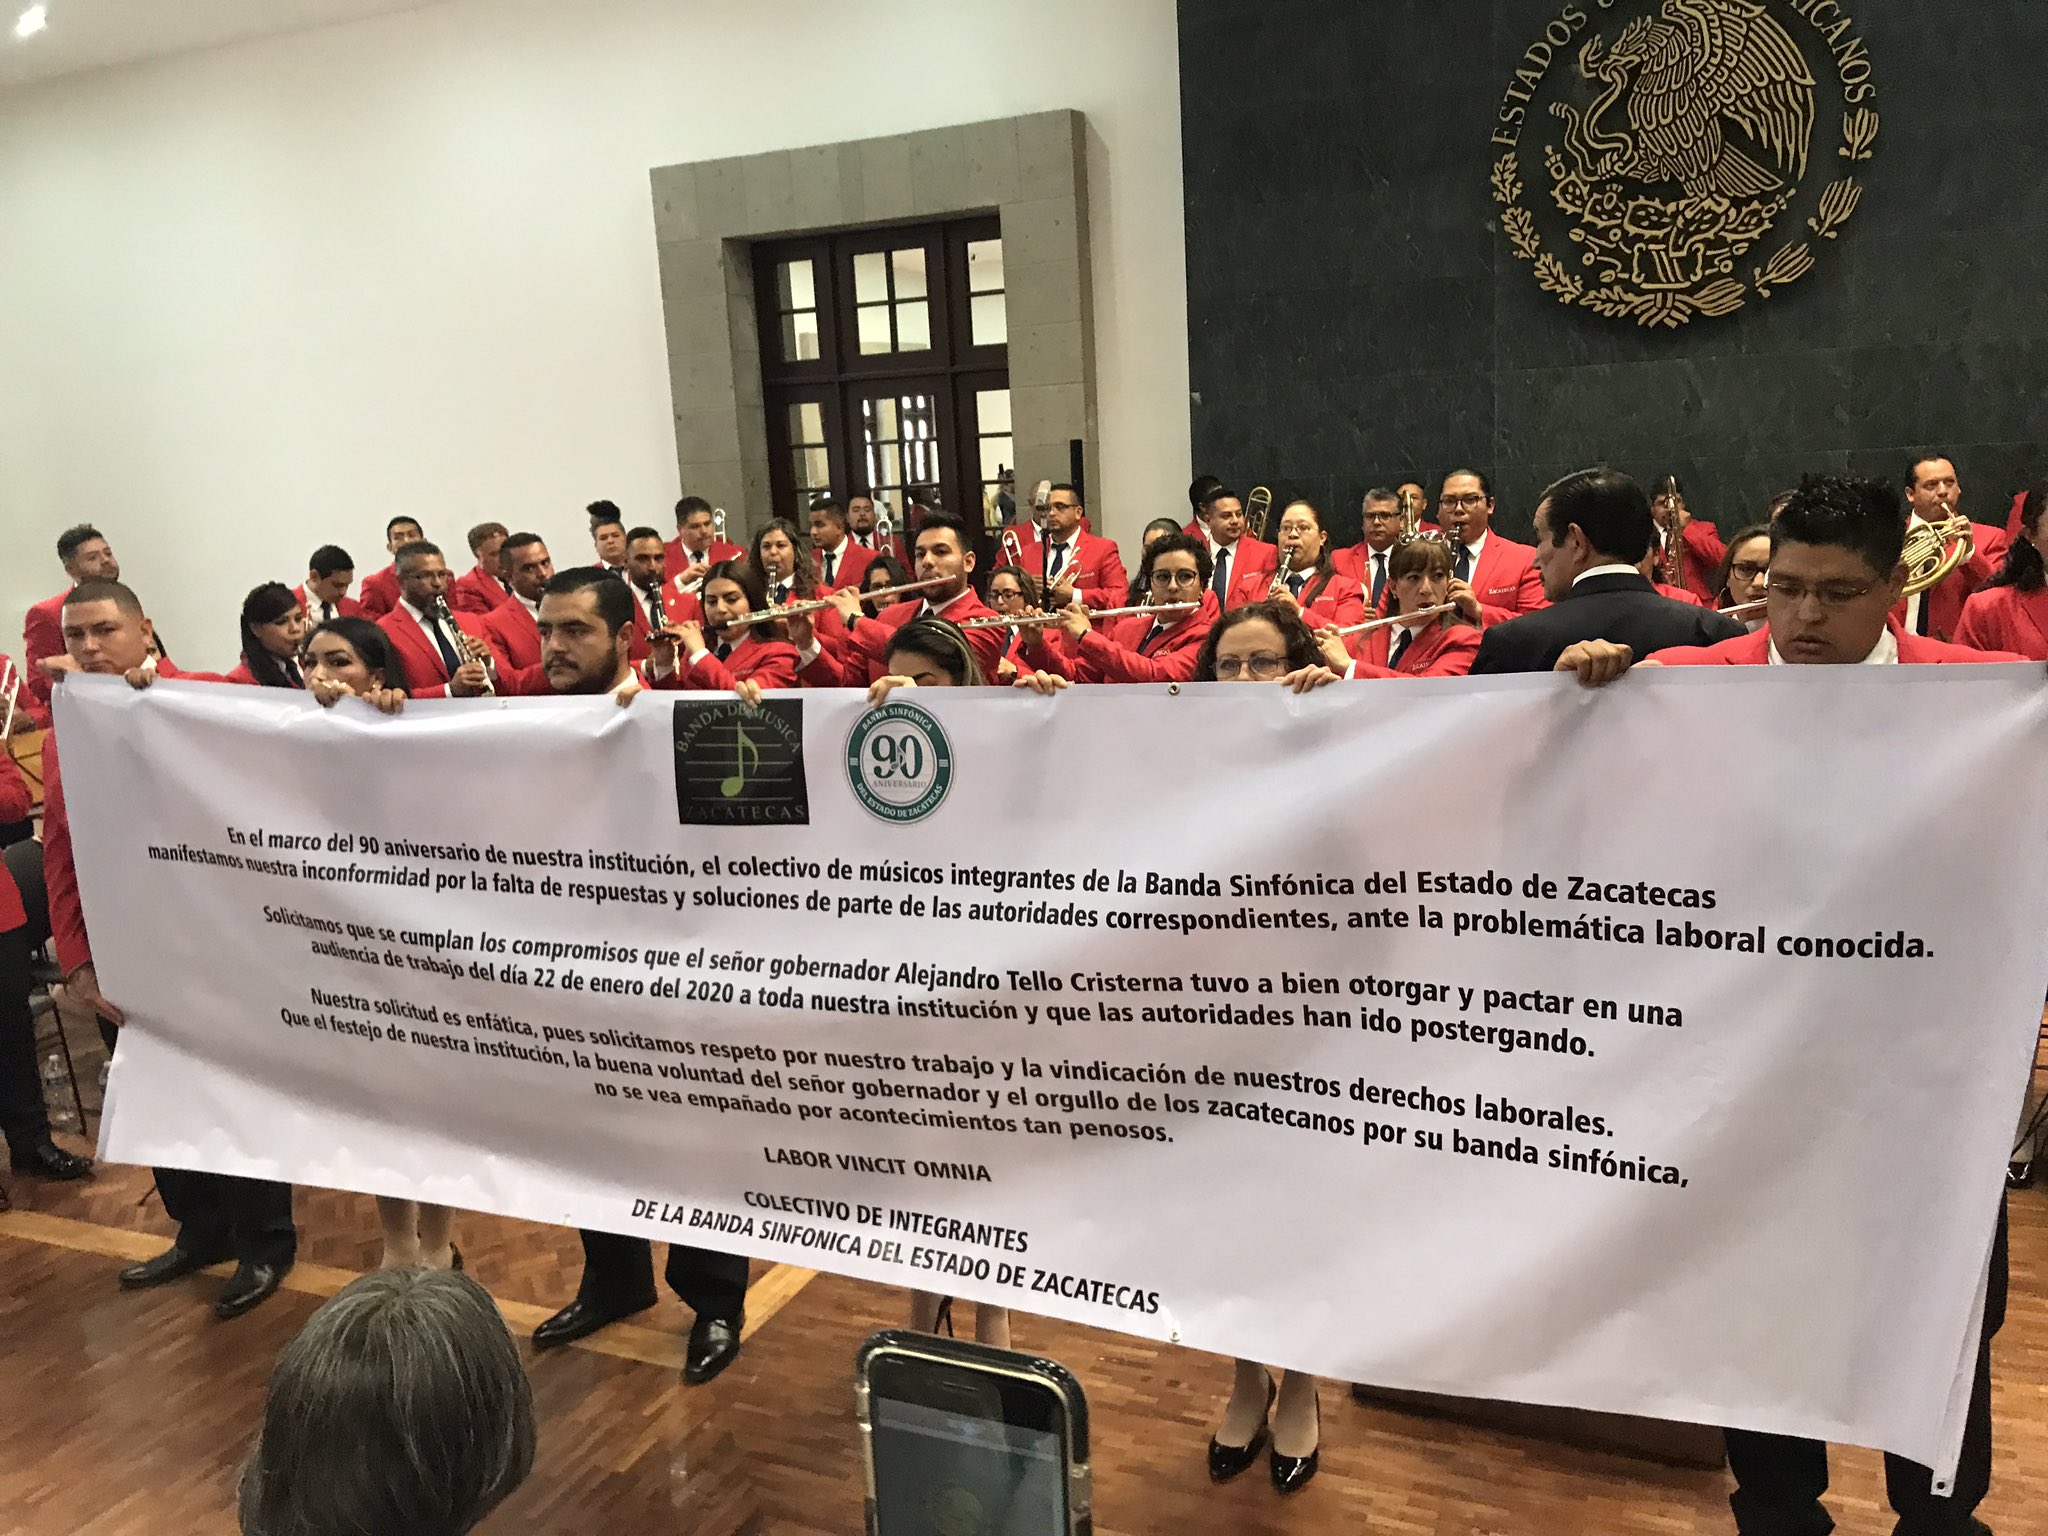 ESTADOS
ICANOS
BANDA DE MUSICA
ZACATECAS
BANDA SINFÓNICA
90
ANIVERSARIO
DEL ESTADO DE ZACATECAS
En el marco del 90 aniversario de nuestra institución, el colectivo de músicos integrantes de la Banda Sinfónica del Estado de Zacatecas
manifestamos nuestra inconformidad por la falta de respuestas y soluciones de parte de las autoridades correspondientes, ante la problemática laboral conocida.
Solicitamos que se cumplan los compromisos que el señor gobernador Alejandro Tello Cristerna tuvo a bien otorgar y pactar en una
audiencia de trabajo del día 22 de enero del 2020 a toda nuestra institución y que las autoridades han ido postergando.
Nuestra solicitud es enfática, pues solicitamos respeto por nuestro trabajo y la vindicación de nuestros derechos laborales.
Que el festejo de nuestra institución, la buena voluntad del señor gobernador y el orgullo de los zacatecanos por su banda sinfónica,
no se vea empañado por acontecimientos tan penosos.
LABOR VINCIT OMNIA
COLECTIVO DE INTEGRANTES
DE LA BANDA SINFONICA DEL ESTADO DE ZACATECAS